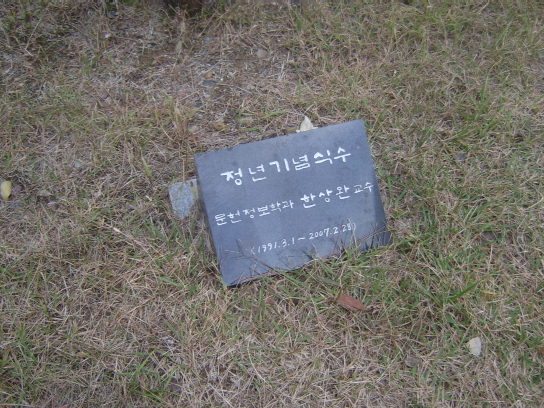 정년기념식수
문헌정보학과 한상완 교수
(1991.3.1 ~ 2007.2.28)